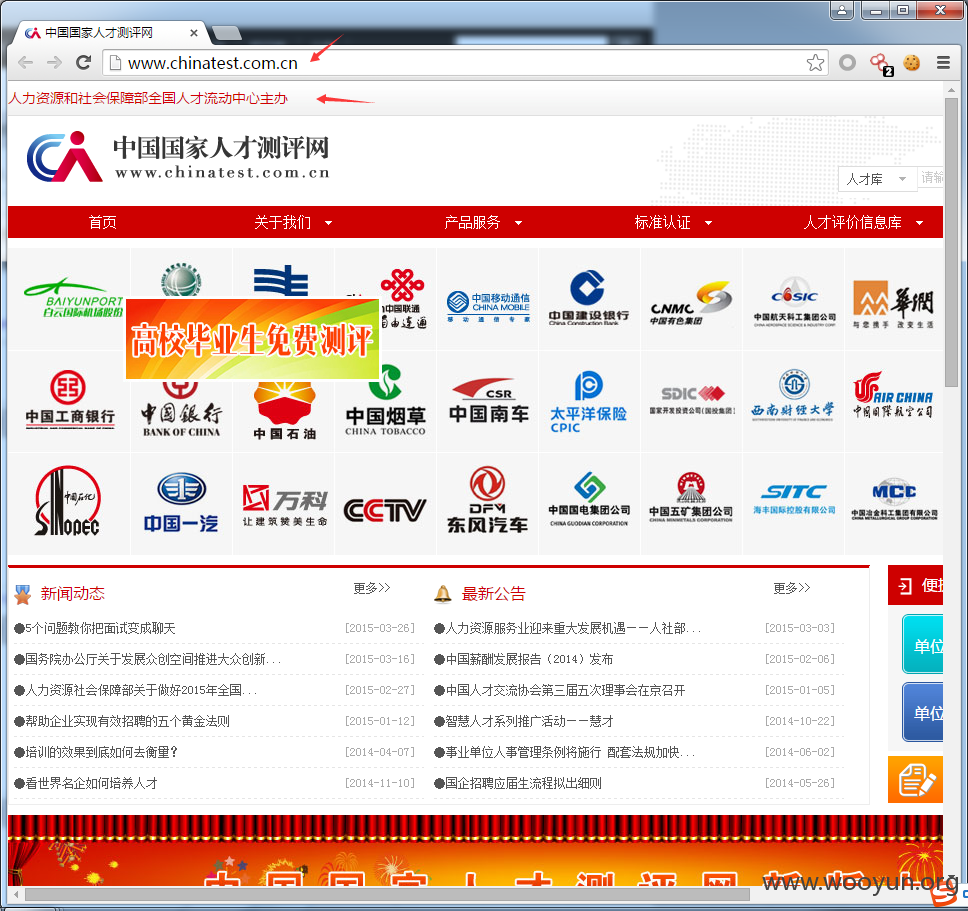 中国国家人才测评网
www.chinatest.com.cn
2
人力资源和社会保障部全国人才流动中心主办
中国国家人才测评网
www.chinatest.com.cn
人才库
请输
首页 关于我们 产品服务 标准认证 人才评价信息库
BAIYUNPORT
白云国际机场股份
中国联通
自由连通
中国移动通信
CHINA MOBILE
移动通信专家
中国建设银行
China Construction Bank
CNMC
中国有色集团
CASIC
中国航天科工集团公司
CHINA AEROSPACE SCIENCE & INDUSTRY CORP
華潤
与您携手 改变生活
高校毕业生免费测评
中国工商银行
中国银行
BANK OF CHINA
中国石油
中国烟草
CHINA TOBACCO
CSR
中国南车
太平洋保险
CPIC
SDIC
国家开发投资公司(国投集团)
西南财经大学
AIR CHINA
中国国际航空公司
中国石化
SINOPEC
中国一汽
万科
让建筑赞美生命
CCTV
DFM
东风汽车
中国国电集团公司
CHINA GUODIAN CORPORATION
中国五矿集团公司
CHINA MINMETALS CORPORATION
SITC
海丰国际控股有限公司
MCC
中国冶金科工集团有限公司
CHINA METALLURGICAL GROUP CORPORATION
新闻动态 更多>>
●5个问题教你把面试变成聊天 [2015-03-26]
●国务院办公厅关于发展众创空间推进大众创新... [2015-03-16]
●人力资源社会保障部关于做好2015年全国... [2015-02-27]
●帮助企业实现有效招聘的五个黄金法则 [2015-01-12]
●培训的效果到底如何去衡量? [2014-04-07]
●看世界名企如何培养人才 [2014-11-10]
最新公告 更多>>
●人力资源服务业迎来重大发展机遇——人社部... [2015-03-03]
●中国薪酬发展报告（2014）发布 [2015-02-06]
●中国人才交流协会第三届五次理事会在京召开 [2015-01-05]
●智慧人才系列推广活动——慧才 [2014-10-22]
●事业单位人事管理条例将施行 配套法规加快... [2014-06-02]
●国企招聘应届生流程拟出细则 [2014-05-26]
单位
单位
www.wooyun.org